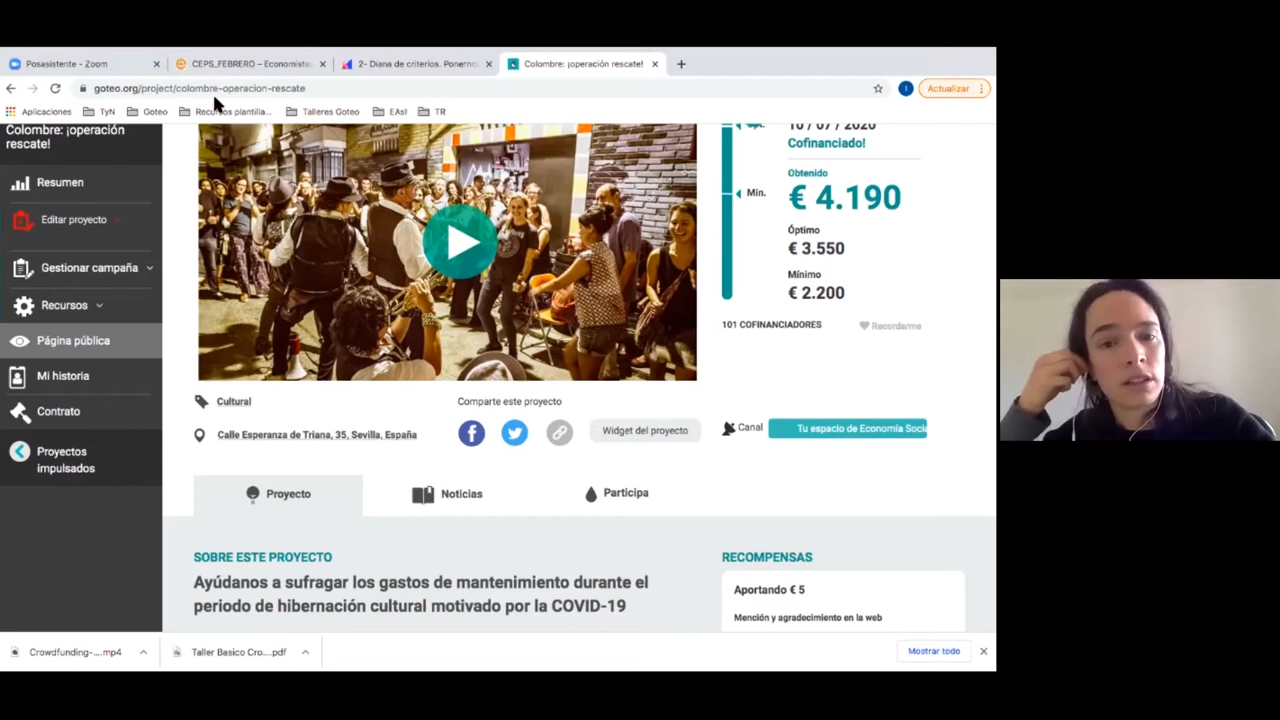 Posasistente - Zoom
CEPS_FEBRERO – Economistas
2- Diana de criterios. Ponemos
Colombre: ¡operación rescate!
goteo.org/project/colombre-operacion-rescate
Actualizar
Aplicaciones
TyN
Goteo
Recursos plantilla...
Talleres Goteo
EASI
TR
Colombre: ¡operación rescate!
Resumen
Editar proyecto
Gestionar campaña
Recursos
Página pública
Mi historia
Contrato
Proyectos impulsados
Cofinanciado!
Obtenido
€ 4.190
Min.
Óptimo
€ 3.550
Mínimo
€ 2.200
101 COFINANCIADORES
Recordarme
Cultural
Calle Esperanza de Triana, 35, Sevilla, España
Comparte este proyecto
Widget del proyecto
Canal
Tu espacio de Economía Socia
Proyecto
Noticias
Participa
SOBRE ESTE PROYECTO
Ayúdanos a sufragar los gastos de mantenimiento durante el
periodo de hibernación cultural motivado por la COVID-19
RECOMPENSAS
Aportando € 5
Mención y agradecimiento en la web
Crowdfunding-....mp4
Taller Basico Cro....pdf
Mostrar todo